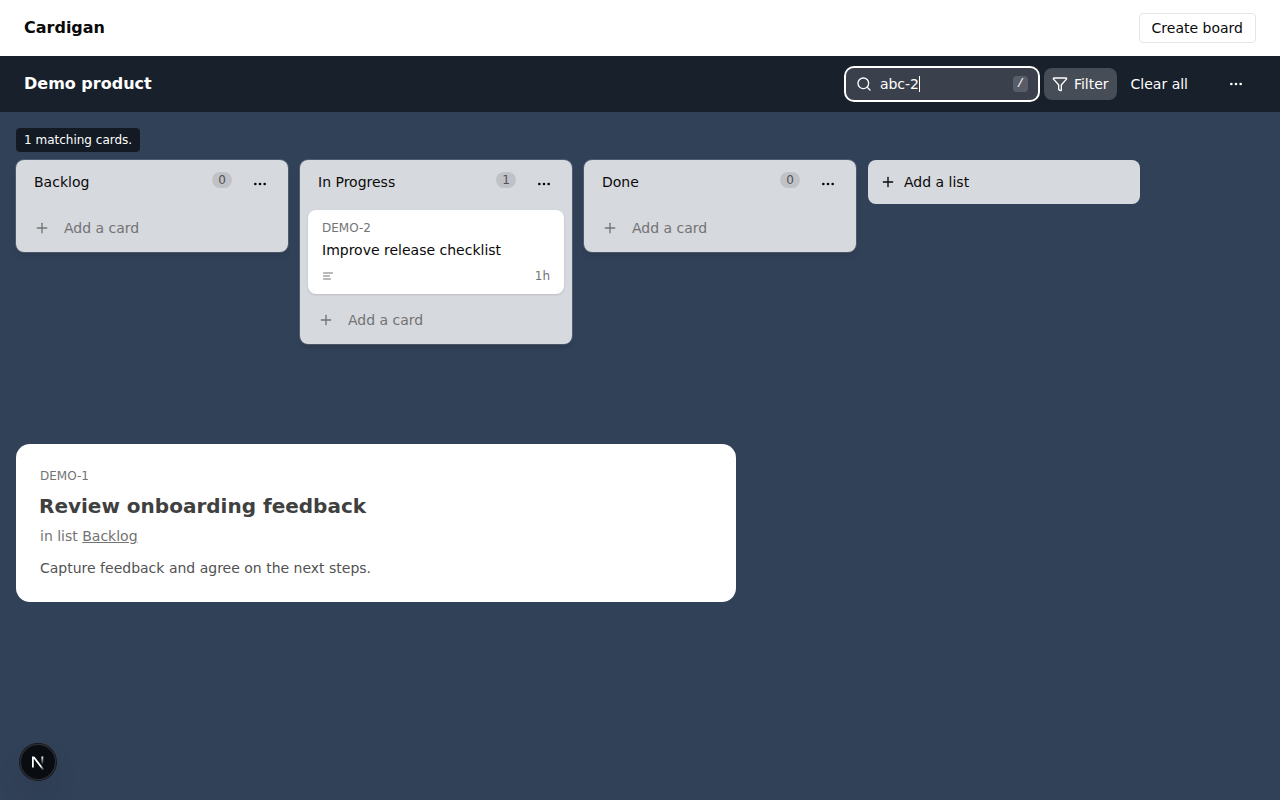 Cardigan
Create board
Demo product
abc-2
/
Filter
Clear all
1 matching cards.
Backlog
0
Add a card
In Progress
1
DEMO-2
Improve release checklist
1h
Add a card
Done
0
Add a card
Add a list
DEMO-1
Review onboarding feedback
in list Backlog
Capture feedback and agree on the next steps.
N